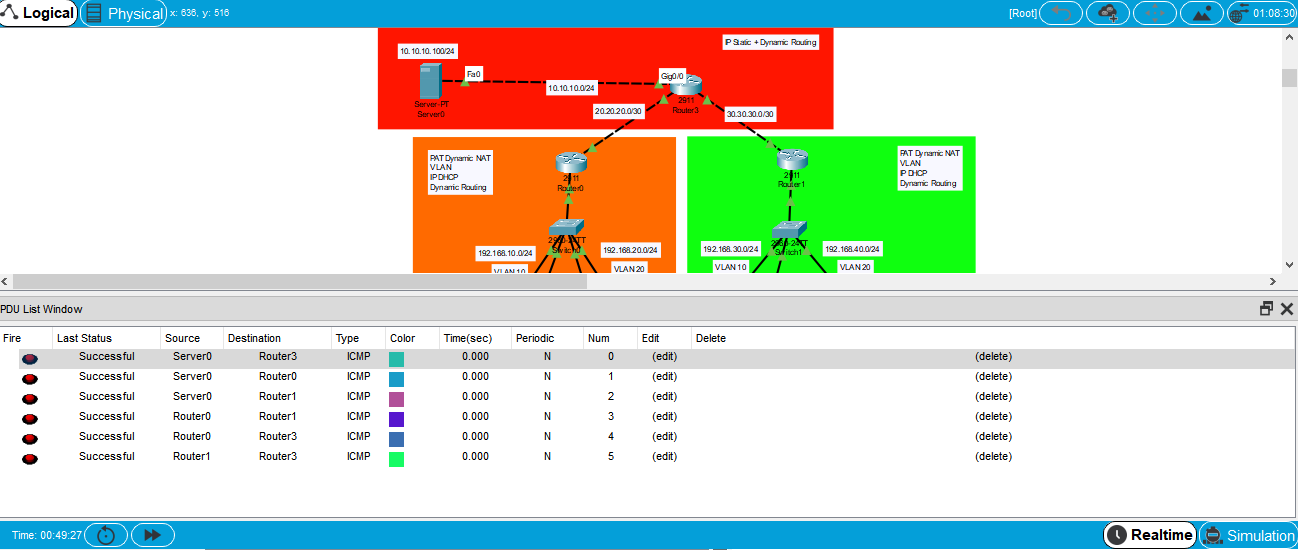 Logical Physical x: 636, y: 516 [Root] 01:08:30
IP Static + Dynamic Routing
10.10.10.100/24
Fa0
Gig0/0
10.10.10.0/24
Server-PT
Server0
2911
Router3
20.20.20.0/30
30.30.30.0/30
PAT Dynamic NAT
VLAN
IP DHCP
Dynamic Routing
2911
Router0
2911
Router1
PAT Dynamic NAT
VLAN
IP DHCP
Dynamic Routing
2960-24TT
Switch0
192.168.10.0/24
VLAN 10
192.168.20.0/24
VLAN 20
2960-24TT
Switch1
192.168.30.0/24
VLAN 10
192.168.40.0/24
VLAN 20
PDU List Window
Fire Last Status Source Destination Type Color Time(sec) Periodic Num Edit Delete
Successful Server0 Router3 ICMP 0.000 N 0 (edit) (delete)
Successful Server0 Router0 ICMP 0.000 N 1 (edit) (delete)
Successful Server0 Router1 ICMP 0.000 N 2 (edit) (delete)
Successful Router0 Router1 ICMP 0.000 N 3 (edit) (delete)
Successful Router0 Router3 ICMP 0.000 N 4 (edit) (delete)
Successful Router1 Router3 ICMP 0.000 N 5 (edit) (delete)
Time: 00:49:27 Realtime Simulation